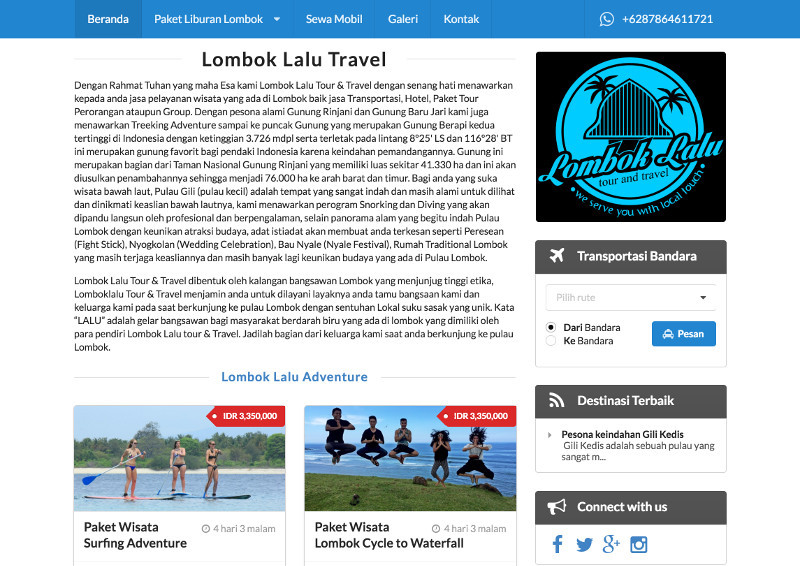 Beranda
Paket Liburan Lombok
Sewa Mobil
Galeri
Kontak
+6287864611721
Lombok Lalu Travel
Dengan Rahmat Tuhan yang maha Esa kami Lombok Lalu Tour & Travel dengan senang hati menawarkan
kepada anda jasa pelayanan wisata yang ada di Lombok baik jasa Transportasi, Hotel, Paket Tour
Perorangan ataupun Group. Dengan pesona alami Gunung Rinjani dan Gunung Baru Jari kami juga
menawarkan Treeking Adventure sampai ke puncak Gunung yang merupakan Gunung Berapi kedua
tertinggi di Indonesia dengan ketinggian 3.726 mdpl serta terletak pada lintang 8°25' LS dan 116°28' BT
ini merupakan gunung favorit bagi pendaki Indonesia karena keindahan pemandangannya. Gunung ini
merupakan bagian dari Taman Nasional Gunung Rinjani yang memiliki luas sekitar 41.330 ha dan ini akan
diusulkan penambahannya sehingga menjadi 76.000 ha ke arah barat dan timur. Bagi anda yang suka
wisata bawah laut, Pulau Gili (pulau kecil) adalah tempat yang sangat indah dan masih alami untuk dilihat
dan dinikmati keaslian bawah lautnya, kami menawarkan perogram Snorking dan Diving yang akan
dipandu langsun oleh profesional dan berpengalaman, selain panorama alam yang begitu indah Pulau
Lombok dengan keunikan atraksi budaya, adat istiadat akan membuat anda terkesan seperti Peresean
(Fight Stick), Nyogkolan (Wedding Celebration), Bau Nyale (Nyale Festival), Rumah Traditional Lombok
yang masih terjaga keasliannya dan masih banyak lagi keunikan budaya yang ada di Pulau Lombok.
Lombok Lalu Tour & Travel dibentuk oleh kalangan bangsawan Lombok yang menjunjug tinggi etika,
Lomboklalu Tour & Travel menjamin anda untuk dilayani layaknya anda tamu bangsaan kami dan
keluarga kami pada saat berkunjung ke pulau Lombok dengan sentuhan Lokal suku sasak yang unik. Kata
“LALU” adalah gelar bangsawan bagi masyarakat berdarah biru yang ada di lombok yang dimiliki oleh
para pendiri Lombok Lalu tour & Travel. Jadilah bagian dari keluarga kami saat anda berkunjung ke pulau
Lombok.
Lombok Lalu Adventure
IDR 3,350,000
Paket Wisata
Surfing Adventure
4 hari 3 malam
IDR 3,350,000
Paket Wisata
Lombok Cycle to Waterfall
4 hari 3 malam
Lombok Lalu
tour and travel
we serve you with local touch
Transportasi Bandara
Pilih rute
Dari Bandara
Ke Bandara
Pesan
Destinasi Terbaik
Pesona keindahan Gili Kedis
Gili Kedis adalah sebuah pulau yang
sangat m...
Connect with us